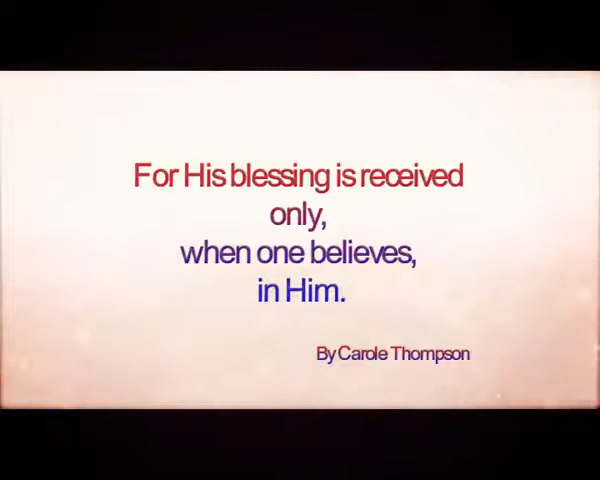 For His blessing is received
only,
when one believes,
in Him.
By Carole Thompson